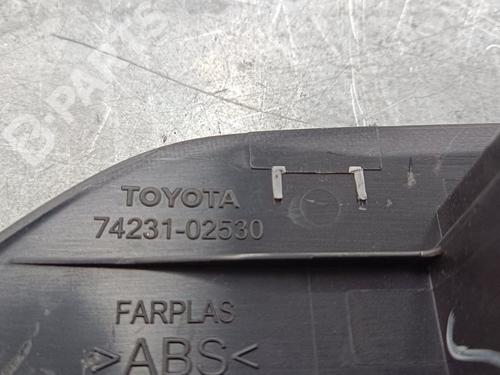 B-PARTS
TOYOTA
74231-02530
FARPLAS
>ABS<